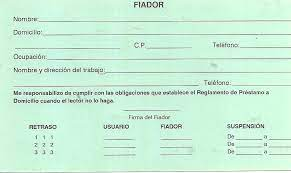 FIADOR
Nombre:
Domicilio:
C.P. Teléfono:
Ocupación:
Nombre y dirección del trabajo:
Teléfono:
Me responsabilizo de cumplir con las obligaciones que establece el Reglamento de Préstamo a
Domicilio cuando el lector no lo haga.
Firma del Fiador
RETRASO USUARIO FIADOR SUSPENSIÓN
1 1 1 De a
2 2 2 De a
3 3 3 De a